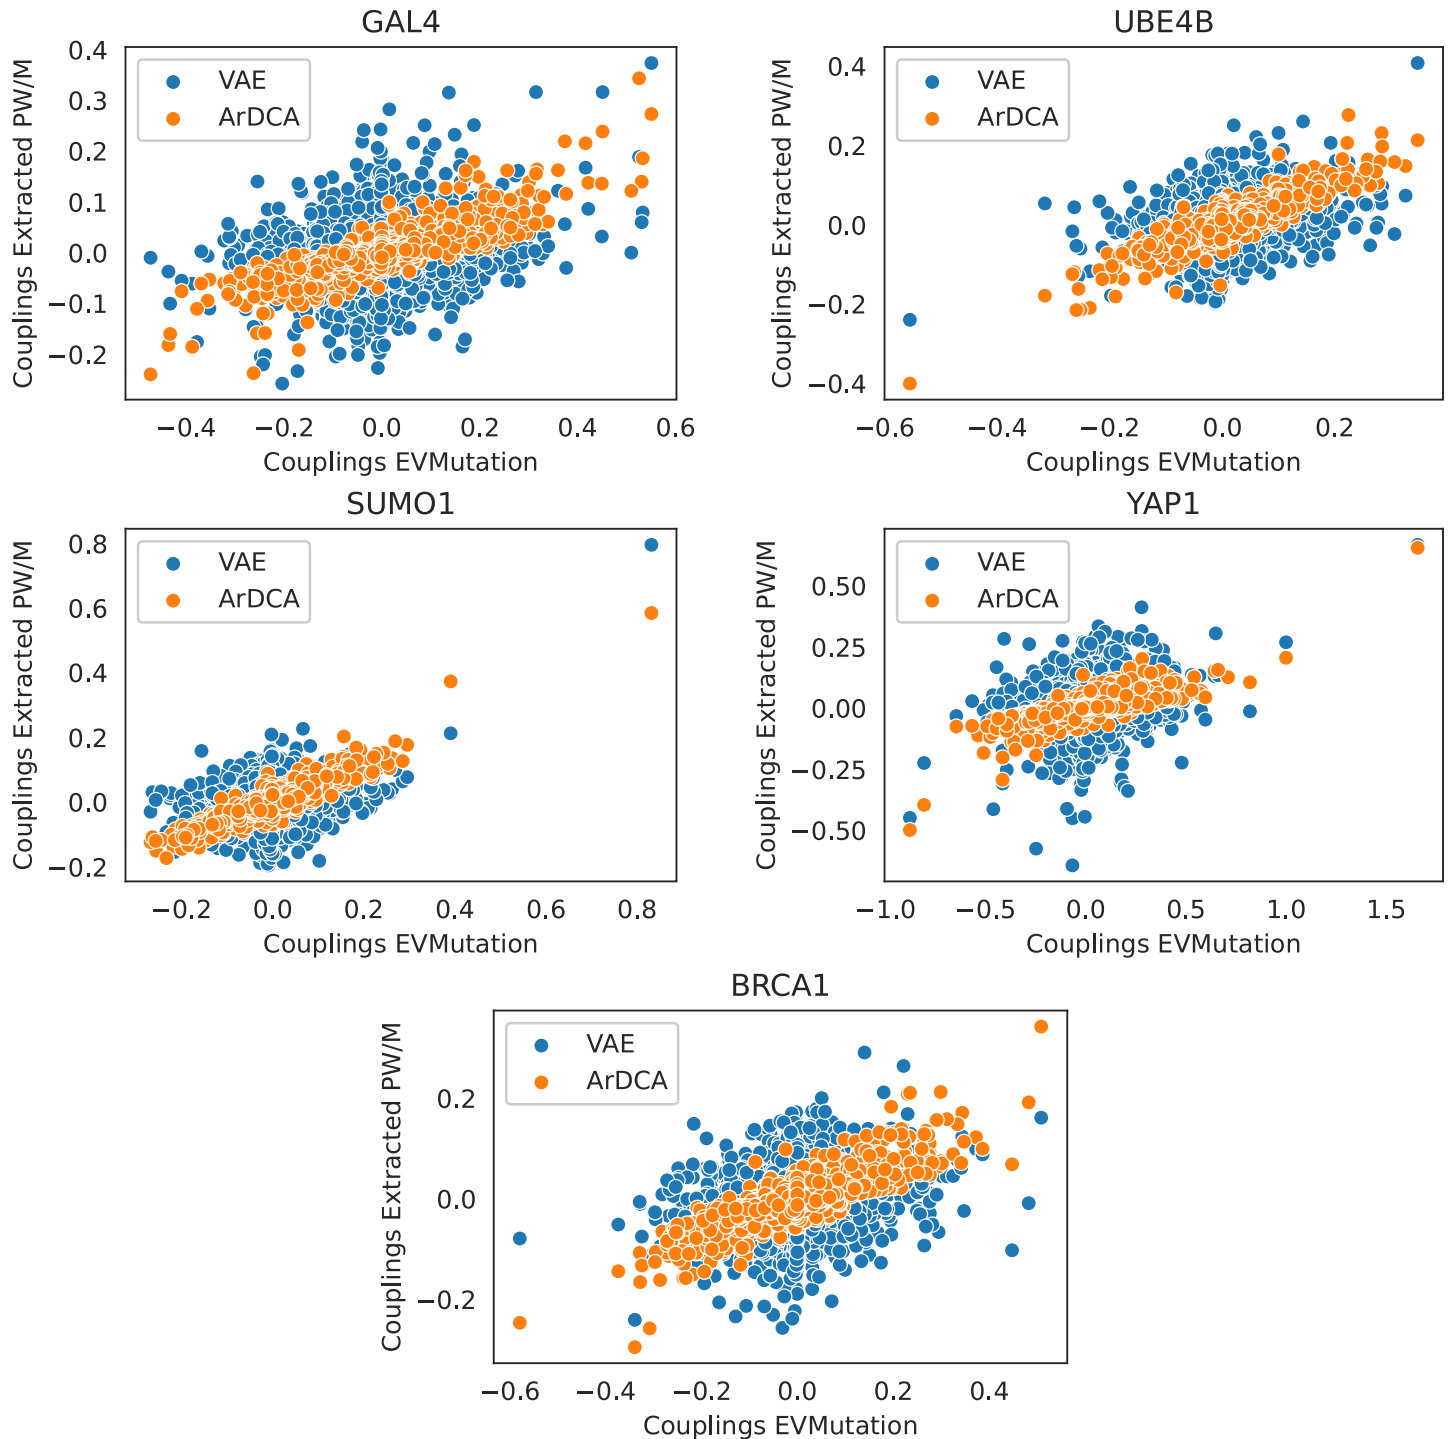 GAL4
Couplings Extracted PW/M
0.4
0.3
0.2
0.1
0.0
−0.1
−0.2
VAE
ArDCA
−0.4 −0.2 0.0 0.2 0.4 0.6
Couplings EVMutation
UBE4B
Couplings Extracted PW/M
0.4
0.2
0.0
−0.2
−0.4
VAE
ArDCA
−0.6 −0.4 −0.2 0.0 0.2
Couplings EVMutation
SUMO1
Couplings Extracted PW/M
0.8
0.6
0.4
0.2
0.0
−0.2
VAE
ArDCA
−0.2 0.0 0.2 0.4 0.6 0.8
Couplings EVMutation
YAP1
Couplings Extracted PW/M
0.50
0.25
0.00
−0.25
−0.50
VAE
ArDCA
−1.0 −0.5 0.0 0.5 1.0 1.5
Couplings EVMutation
BRCA1
Couplings Extracted PW/M
0.2
0.0
−0.2
VAE
ArDCA
−0.6 −0.4 −0.2 0.0 0.2 0.4
Couplings EVMutation